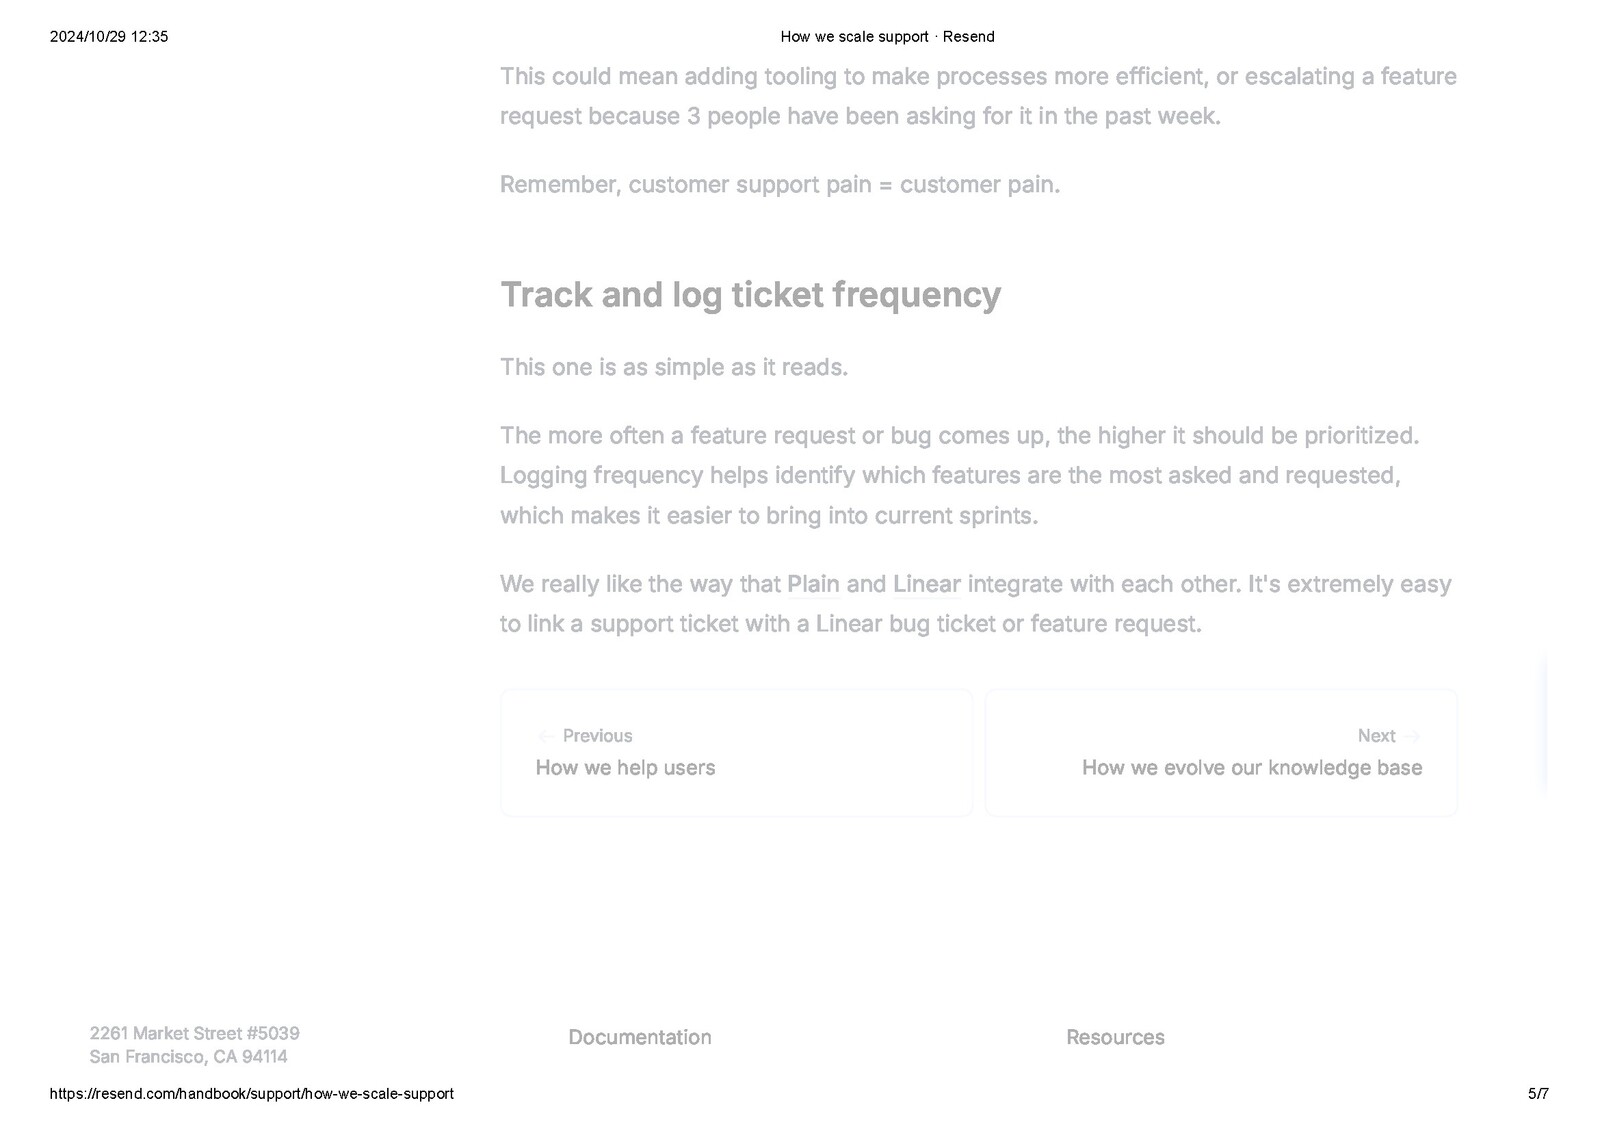 2024/10/29 12:35
How we scale support · Resend
This could mean adding tooling to make processes more efficient, or escalating a feature
request because 3 people have been asking for it in the past week.
Remember, customer support pain = customer pain.
Track and log ticket frequency
This one is as simple as it reads.
The more often a feature request or bug comes up, the higher it should be prioritized.
Logging frequency helps identify which features are the most asked and requested,
which makes it easier to bring into current sprints.
We really like the way that Plain and Linear integrate with each other. It's extremely easy
to link a support ticket with a Linear bug ticket or feature request.
← Previous
How we help users
Next →
How we evolve our knowledge base
2261 Market Street #5039
San Francisco, CA 94114
Documentation
Resources
https://resend.com/handbook/support/how-we-scale-support
5/7